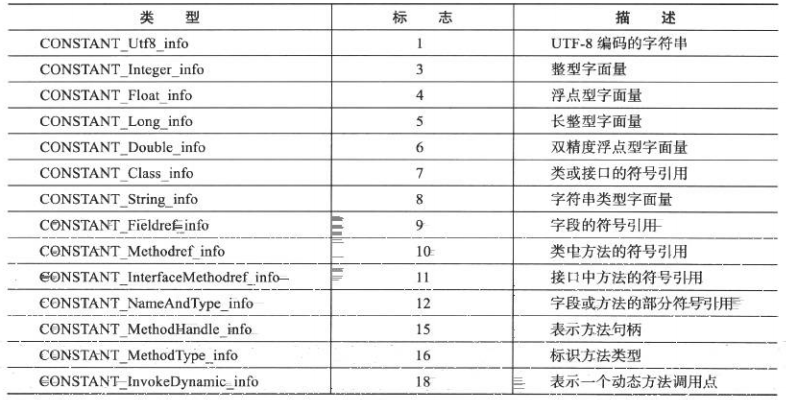 类 型 标 志 描 述
CONSTANT_Utf8_info 1 UTF-8 编码的字符串
CONSTANT_Integer_info 3 整型字面量
CONSTANT_Float_info 4 浮点型字面量
CONSTANT_Long_info 5 长整型字面量
CONSTANT_Double_info 6 双精度浮点型字面量
CONSTANT_Class_info 7 类或接口的符号引用
CONSTANT_String_info 8 字符串类型字面量
CONSTANT_Fieldref_info 9 字段的符号引用
CONSTANT_Methodref_info 10 类中方法的符号引用
CONSTANT_InterfaceMethodref_info 11 接口中方法的符号引用
CONSTANT_NameAndType_info 12 字段或方法的部分符号引用
CONSTANT_MethodHandle_info 15 表示方法句柄
CONSTANT_MethodType_info 16 标识方法类型
CONSTANT_InvokeDynamic_info 18 表示一个动态方法调用点